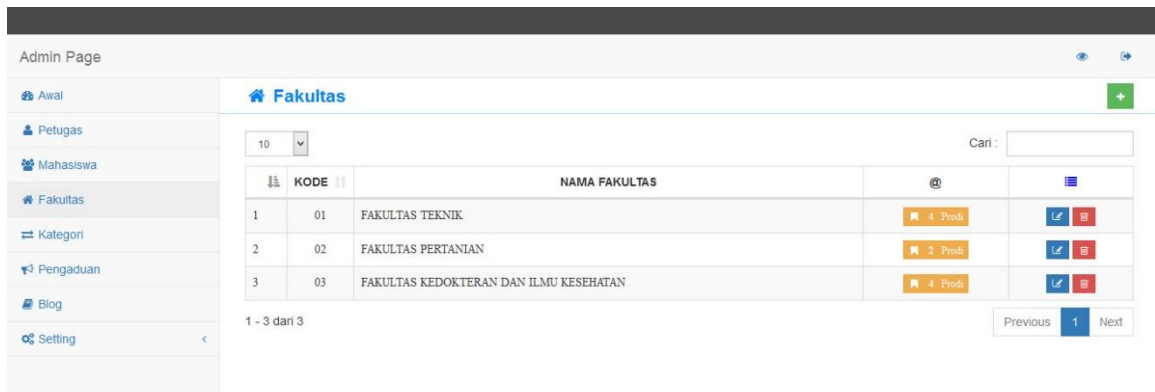 Admin Page
Awal
Petugas
Mahasiswa
Fakultas
Kategori
Pengaduan
Blog
Setting
Fakultas
10
Cari :
KODE NAMA FAKULTAS @
1 01 FAKULTAS TEKNIK 4 Prodi
2 02 FAKULTAS PERTANIAN 2 Prodi
3 03 FAKULTAS KEDOKTERAN DAN ILMU KESEHATAN 4 Prodi
1 - 3 dari 3
Previous 1 Next